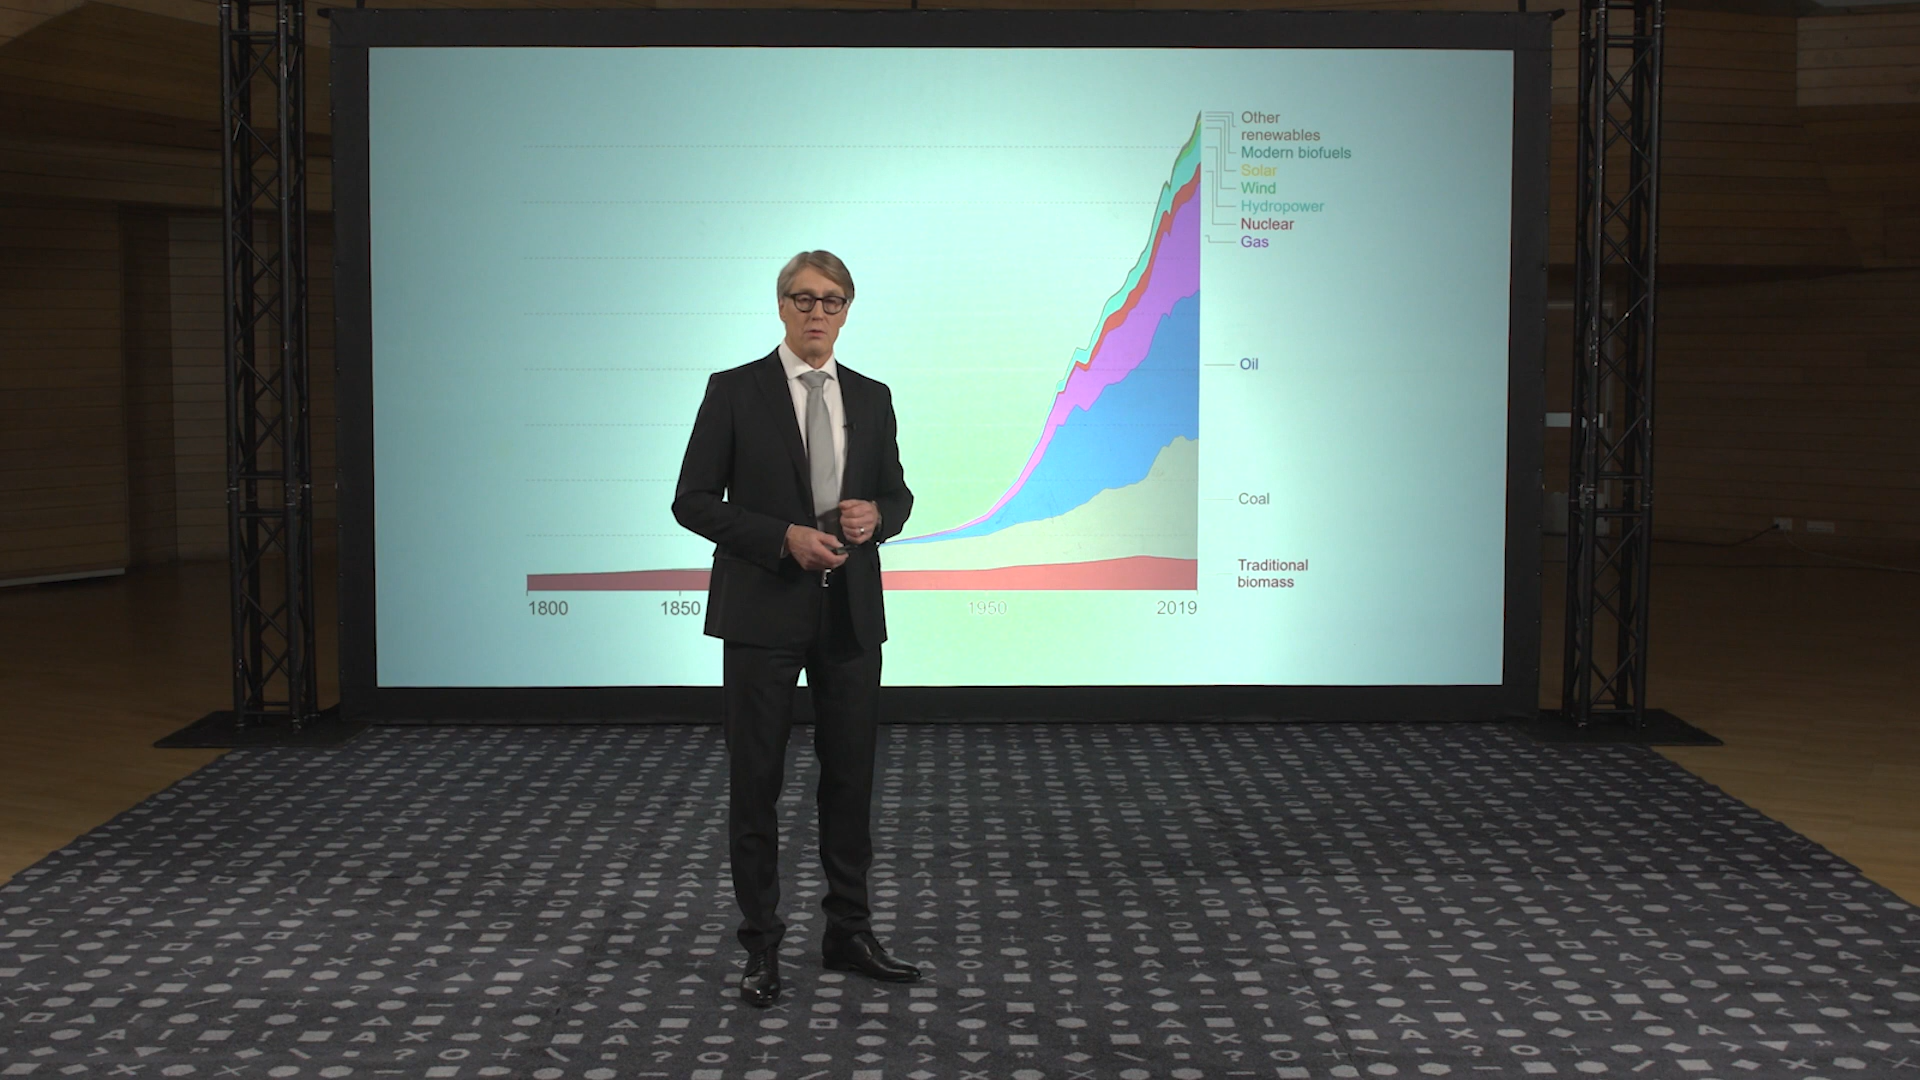 Other
renewables
Modern biofuels
Solar
Wind
Hydropower
Nuclear
Gas
Oil
Coal
Traditional
biomass
1800
1850
1950
2019